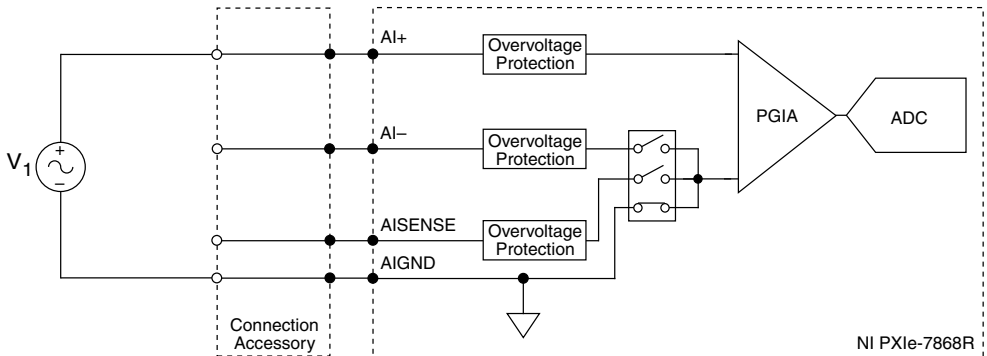 AI+
Overvoltage
Protection
AI–
Overvoltage
Protection
PGIA
ADC
V1
+
–
AISENSE
Overvoltage
Protection
AIGND
Connection
Accessory
NI PXIe-7868R